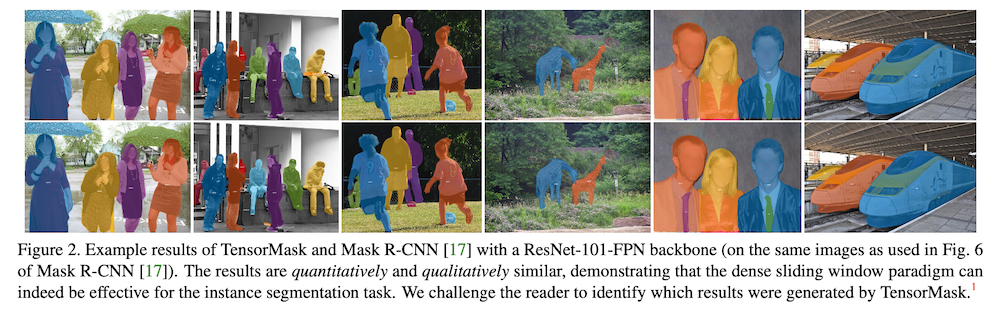 Figure 2. Example results of TensorMask and Mask R-CNN [17] with a ResNet-101-FPN backbone (on the same images as used in Fig. 6
of Mask R-CNN [17]). The results are quantitatively and qualitatively similar, demonstrating that the dense sliding window paradigm can
indeed be effective for the instance segmentation task. We challenge the reader to identify which results were generated by TensorMask.¹